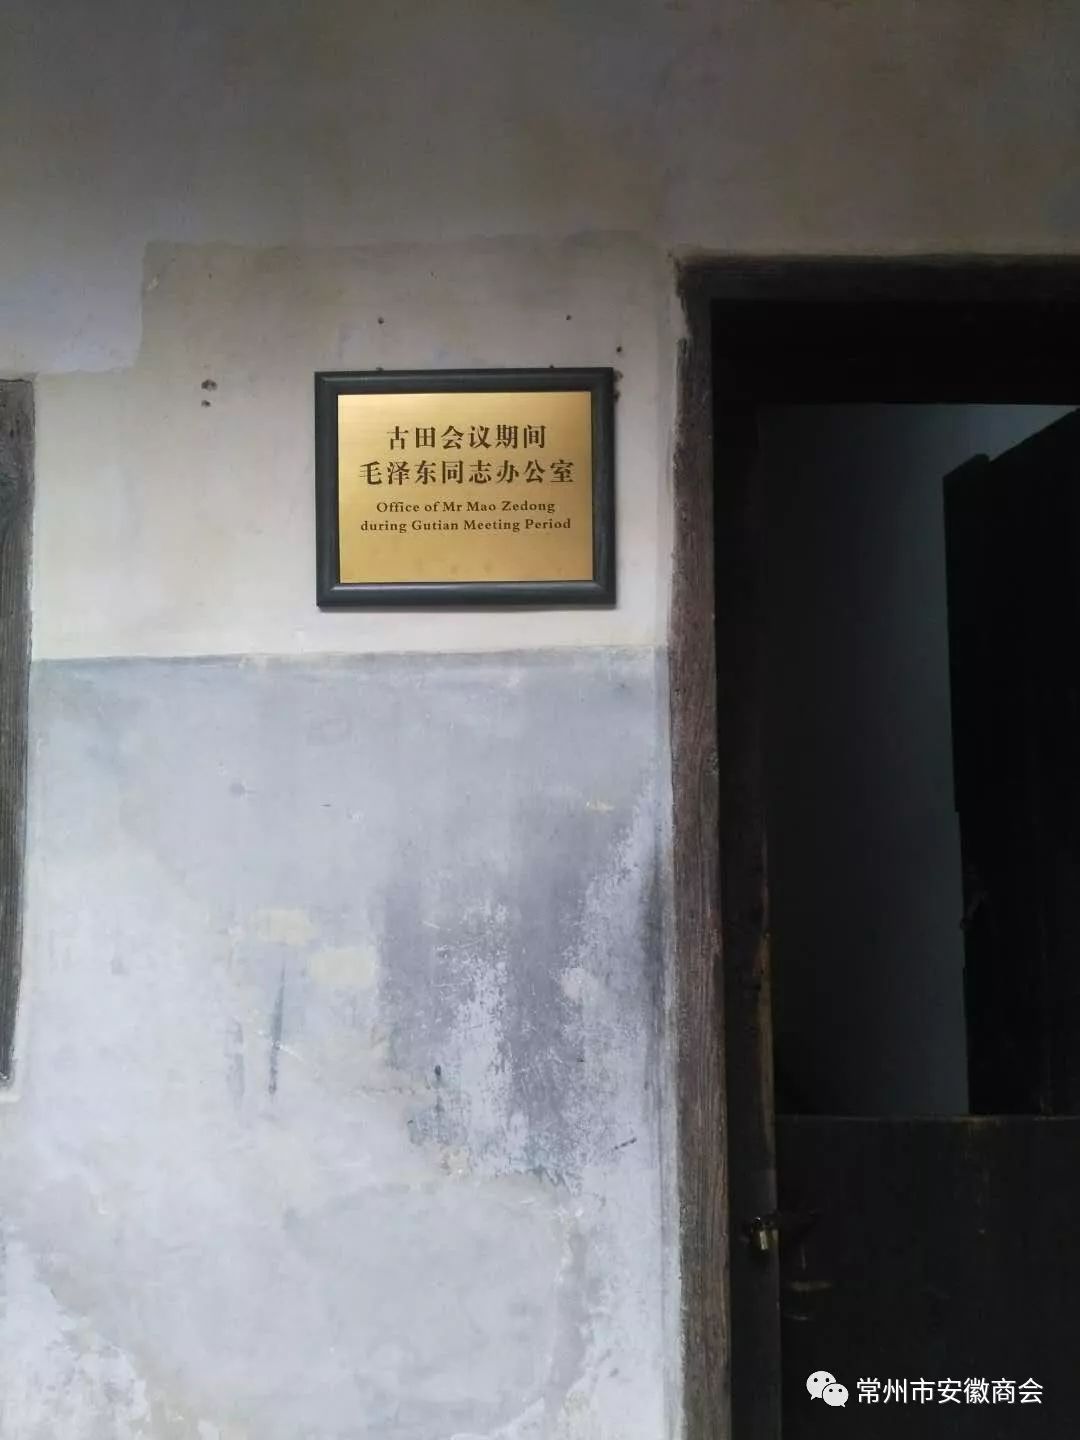 古田会议期间
毛泽东同志办公室
Office of Mr Mao Zedong
during Gutian Meeting Period
常州市安徽商会